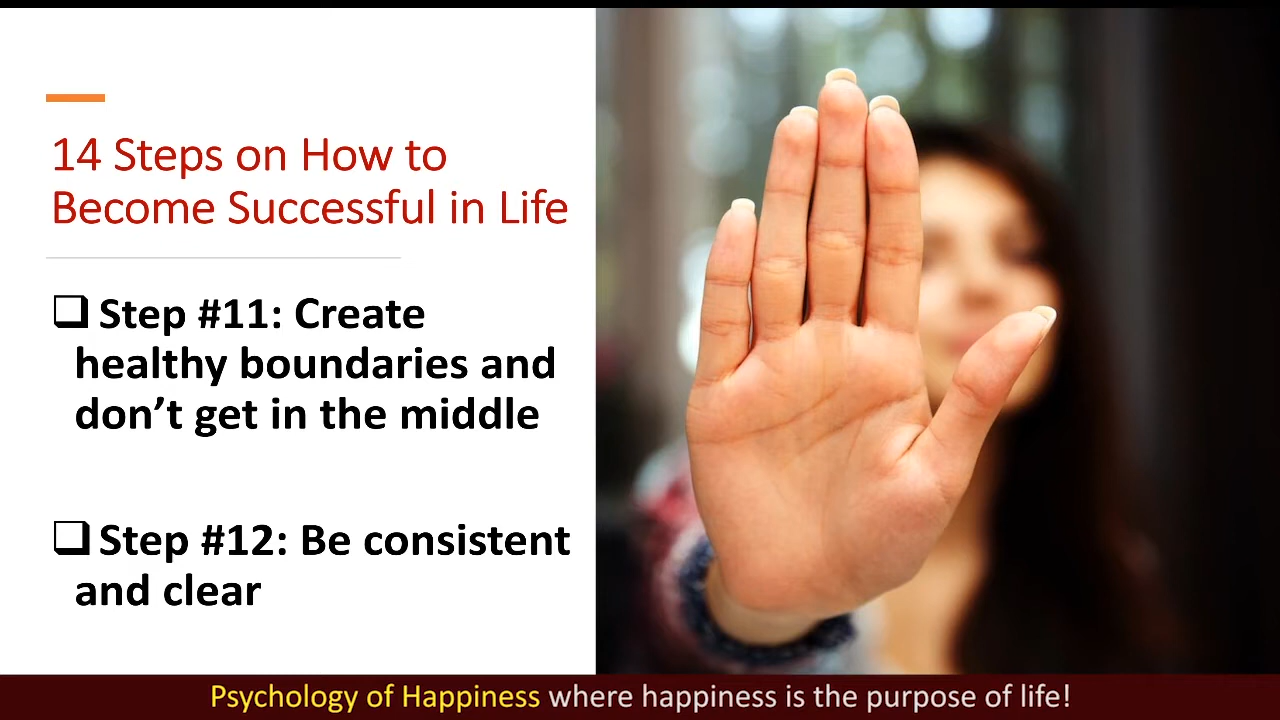 14 Steps on How to
Become Successful in Life
❑ Step #11: Create
healthy boundaries and
don’t get in the middle
❑ Step #12: Be consistent
and clear
Psychology of Happiness where happiness is the purpose of life!